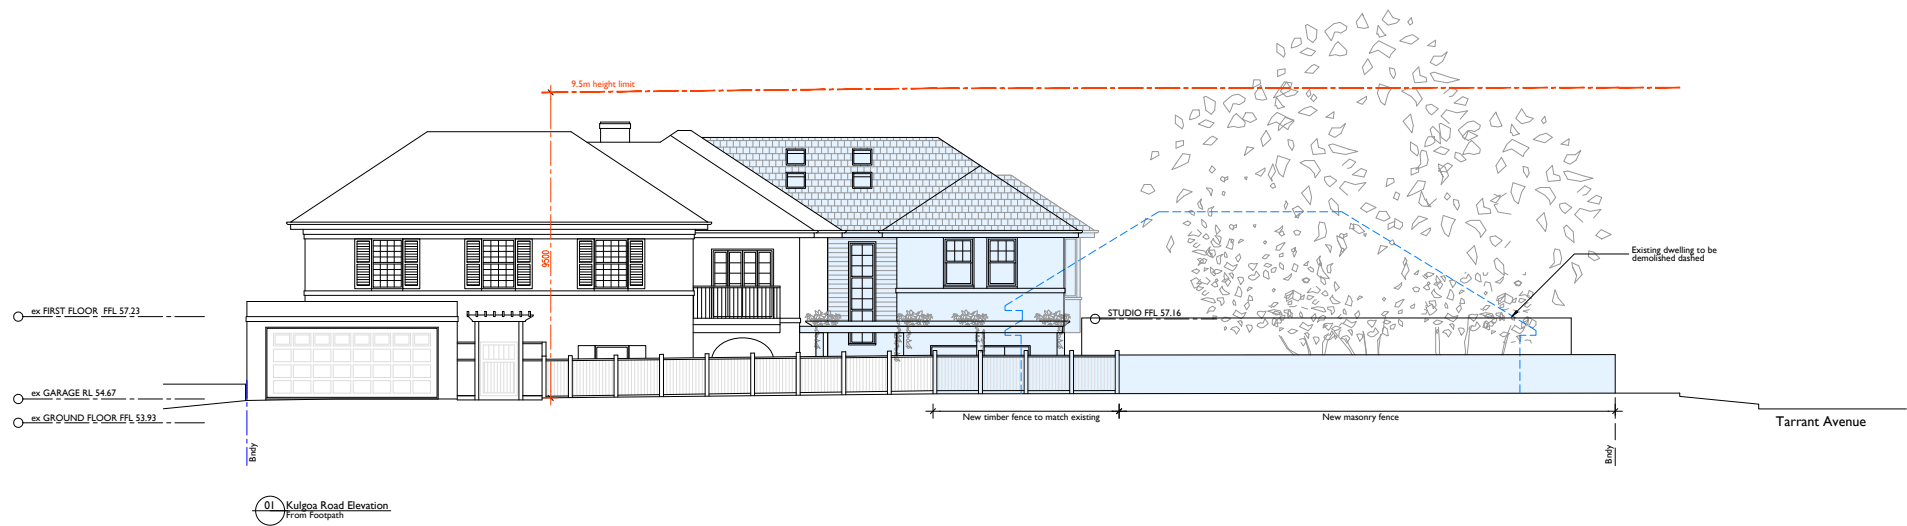 9.5m height limit
9500
Existing dwelling to be
demolished dashed
ex FIRST FLOOR FFL 57.23
STUDIO FFL 57.16
ex GARAGE RL 54.67
ex GROUND FLOOR FFL 53.93
New timber fence to match existing
New masonry fence
Tarrant Avenue
Bndy
Bndy
01 Kulgoa Road Elevation
From Footpath